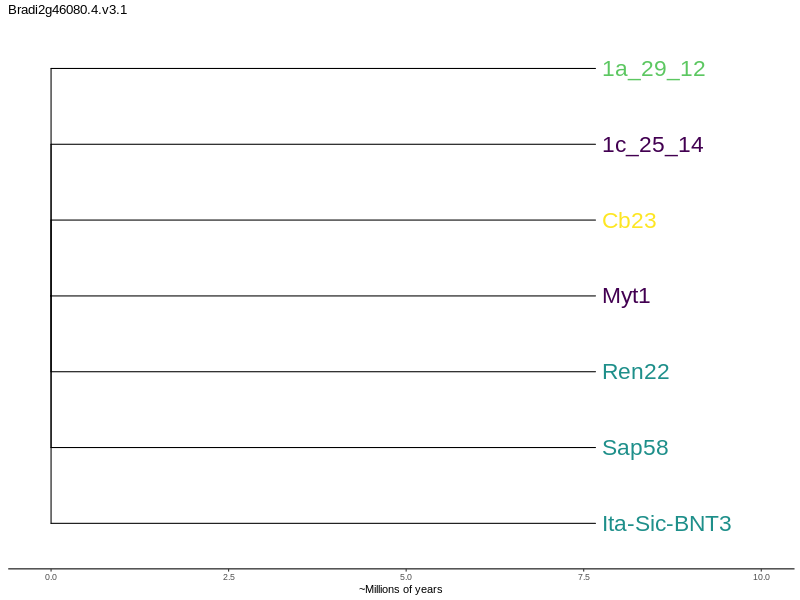 Bradi2g46080.4.v3.1
1a_29_12
1c_25_14
Cb23
Myt1
Ren22
Sap58
Ita-Sic-BNT3
0.0 2.5 5.0 7.5 10.0
~Millions of years